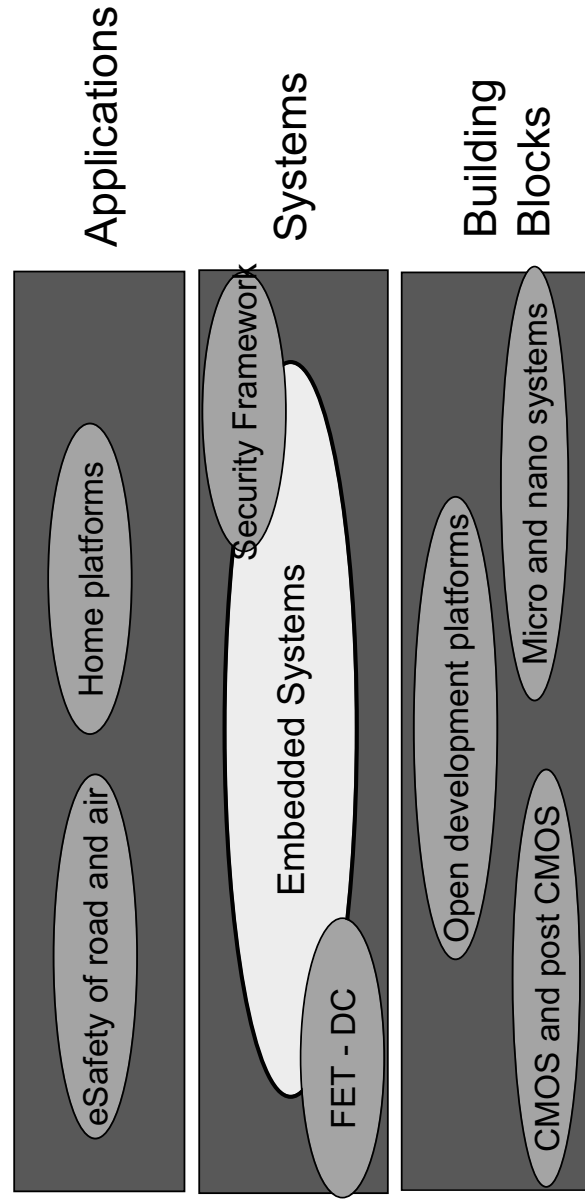 eSafety of road and air
Home platforms
Applications
FET - DC
Embedded Systems
Security Framework
Systems
CMOS and post CMOS
Open development platforms
Micro and nano systems
Building
Blocks